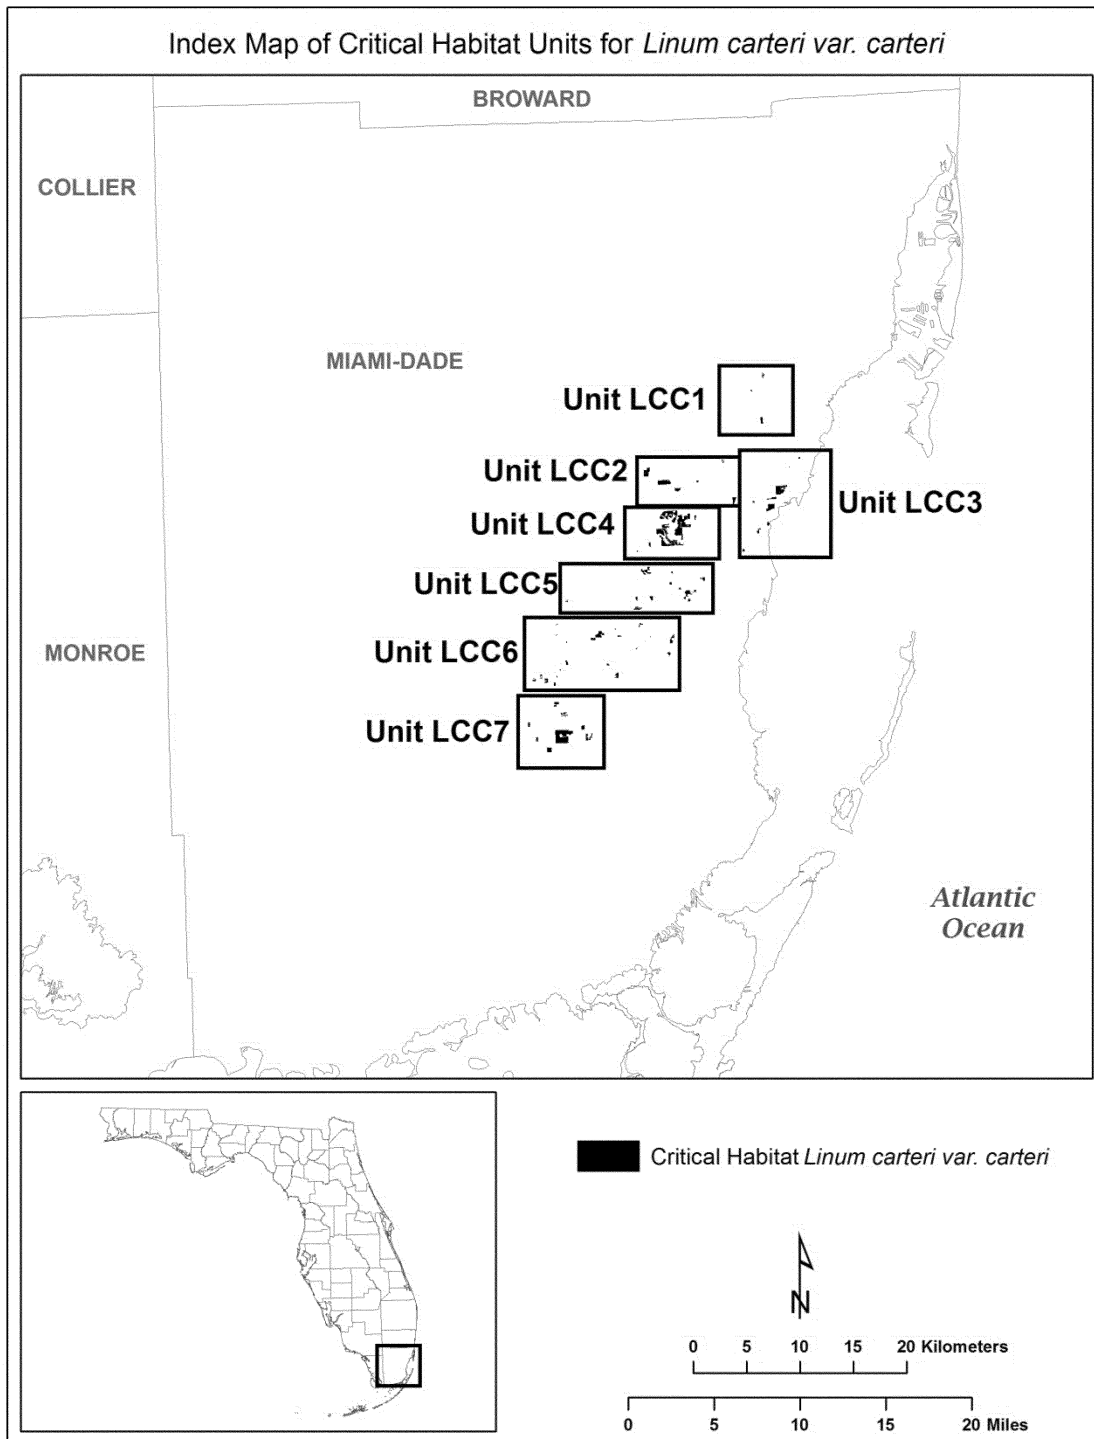 Index Map of Critical Habitat Units for Linum carteri var. carteri
BROWARD
COLLIER
MIAMI-DADE
Unit LCC1
Unit LCC2
Unit LCC3
Unit LCC4
Unit LCC5
Unit LCC6
MONROE
Unit LCC7
Atlantic
Ocean
Critical Habitat Linum carteri var. carteri
N
0 5 10 15 20 Kilometers
0 5 10 15 20 Miles